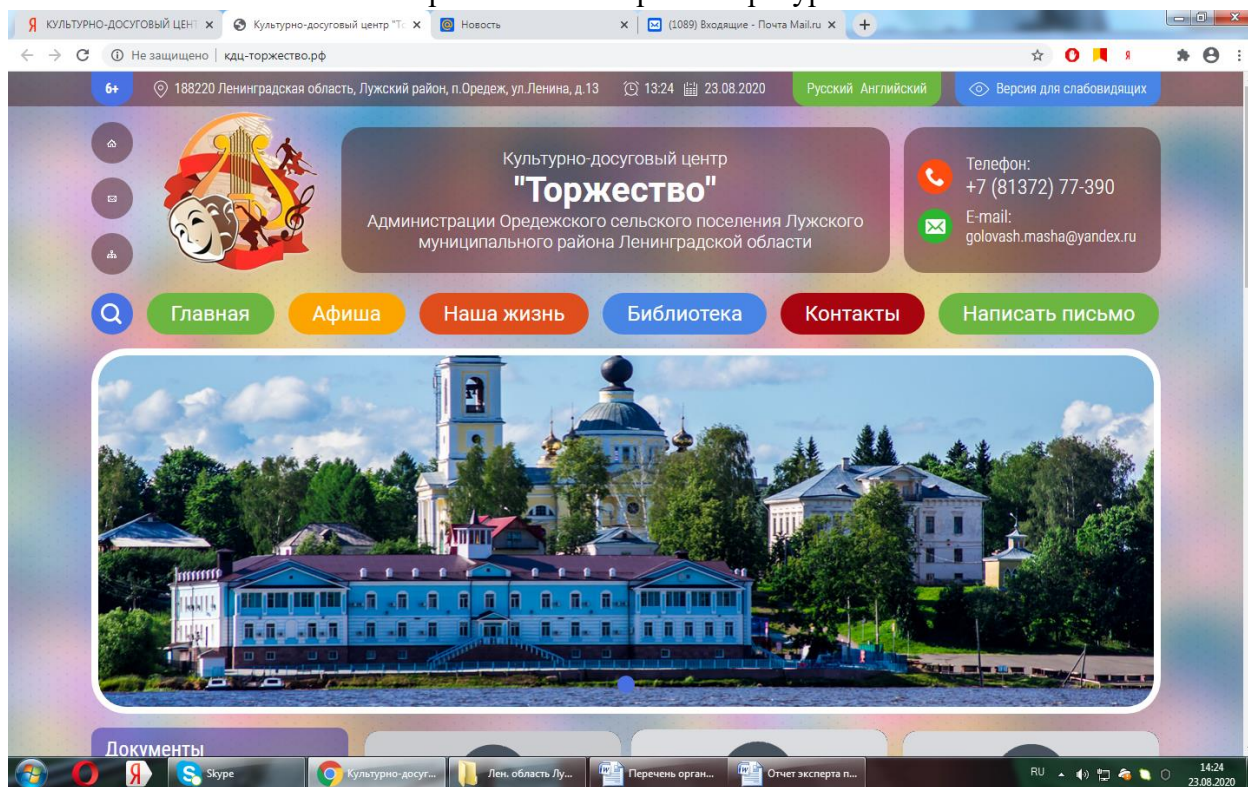 КУЛЬТУРНО-ДОСУГОВЫЙ ЦЕНТ
Культурно-досуговый центр "То
Новость
(1089) Входящие - Почта Mail.ru
Не защищено
кдц-торжество.рф
6+
188220 Ленинградская область, Лужский район, п.Оредеж, ул.Ленина, д.13
13:24
23.08.2020
Русский Английский
Версия для слабовидящих
Культурно-досуговый центр
"Торжество"
Администрации Оредежского сельского поселения Лужского
муниципального района Ленинградской области
Телефон:
+7 (81372) 77-390
E-mail:
golovash.masha@yandex.ru
Главная
Афиша
Наша жизнь
Библиотека
Контакты
Написать письмо
Документы
Skype
Культурно-досуг...
Лен. область Лу...
Перечень орган...
Отчет эксперта п...
RU
14:24
23.08.2020